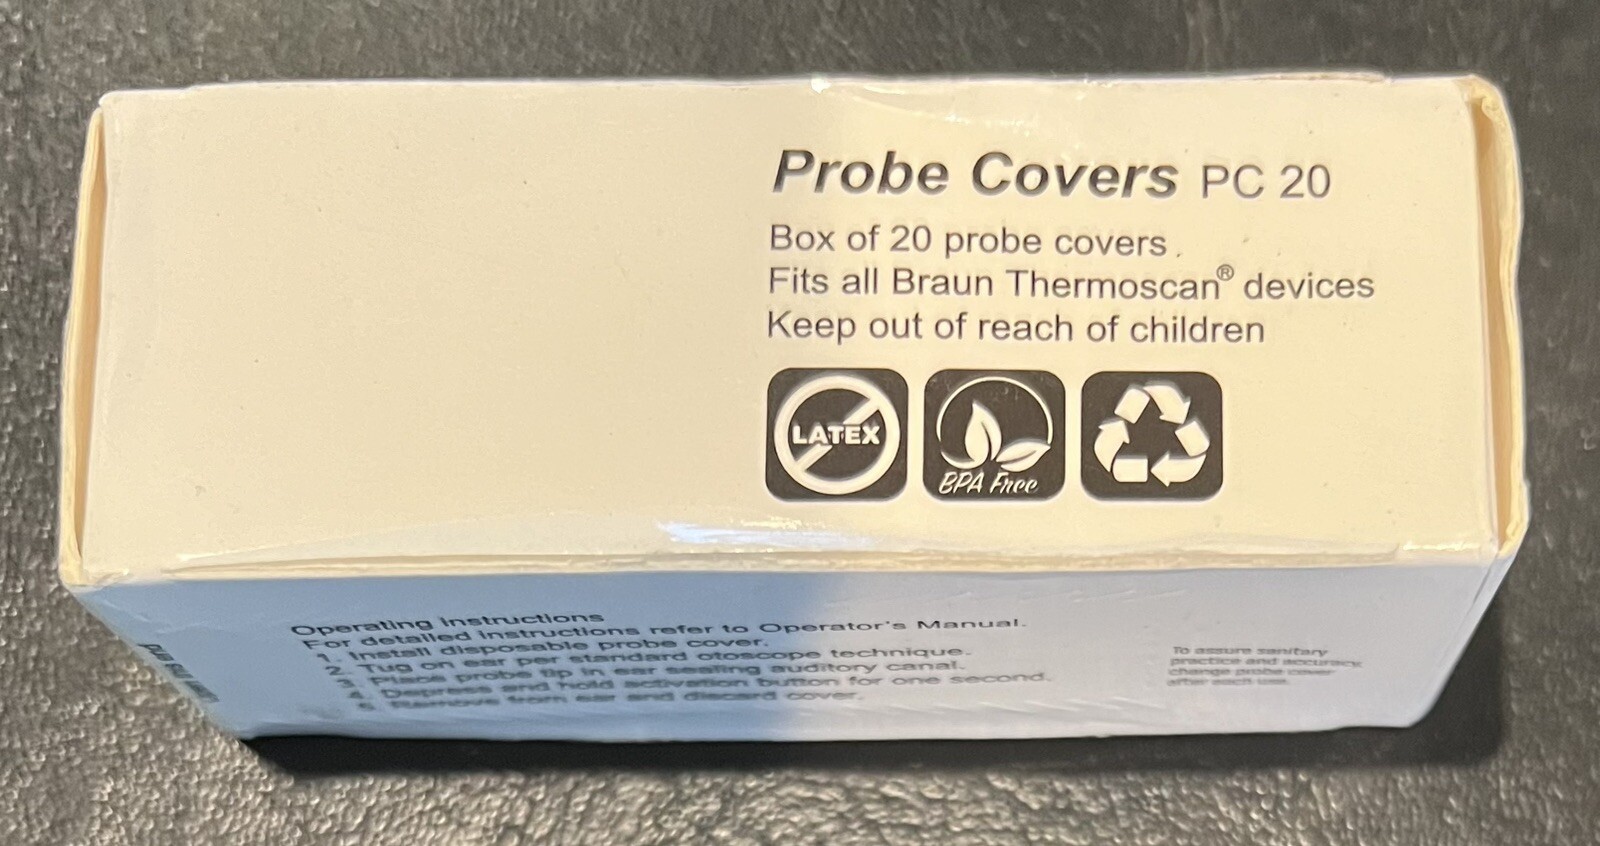 Probe Covers PC 20
Box of 20 probe covers
Fits all Braun Thermoscan® devices
Keep out of reach of children
LATEX
BPA Free
Operating Instructions
For detailed instructions refer to Operator's Manual.
1. Install disposable probe cover.
2. Tug on ear per standard otoscope technique.
3. Place probe tip in ear sealing auditory canal.
4. Depress and hold activation button for one second.
5. Remove from ear and discard cover.
To assure sanitary
practice and accuracy,
change probe cover
after each use.